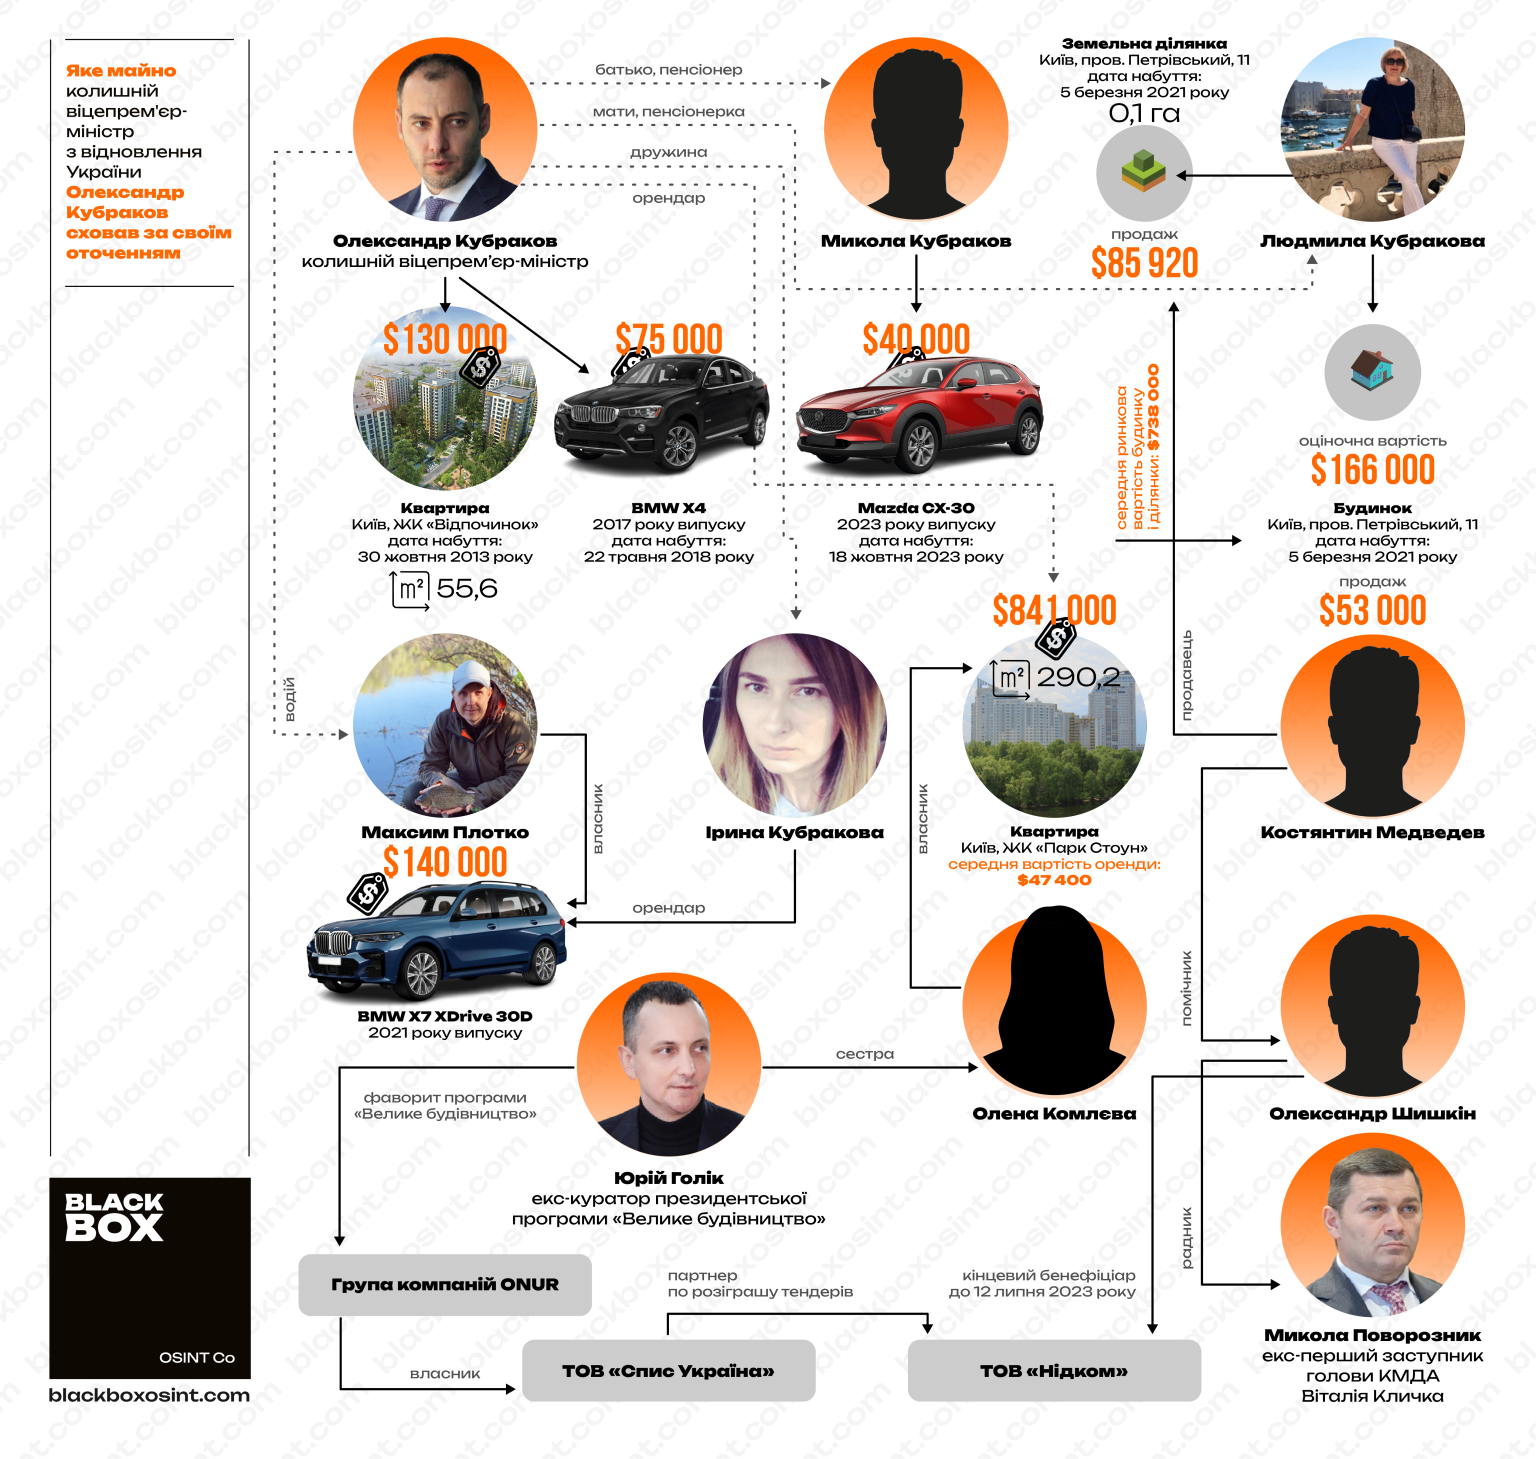 Яке майно
колишній
віцепрем'єр-
міністр
з відновлення
України
Олександр
Кубраков
сховав за своїм
оточенням
батько, пенсіонер
мати, пенсіонерка
дружина
орендар
Олександр Кубраков
колишній віцепрем’єр-міністр
Микола Кубраков
Земельна ділянка
Київ, пров. Петрівський, 11
дата набуття:
5 березня 2021 року
0,1 га
продаж
$85 920
Людмила Кубракова
$130 000
Квартира
Київ, ЖК «Відпочинок»
дата набуття:
30 жовтня 2013 року
m² 55,6
$75 000
BMW X4
2017 року випуску
дата набуття:
22 травня 2018 року
$40 000
Mazda CX-30
2023 року випуску
дата набуття:
18 жовтня 2023 року
середня ринкова
вартість будинку
і ділянки: $738 000
оціночна вартість
$166 000
Будинок
Київ, пров. Петрівський, 11
дата набуття:
5 березня 2021 року
продаж
$53 000
водій
Максим Плотко
власник
$140 000
BMW X7 XDrive 30D
2021 року випуску
Ірина Кубракова
орендар
$841 000
m² 290,2
Квартира
Київ, ЖК «Парк Стоун»
середня вартість оренди:
$47 400
власник
продавець
Костянтин Медведев
помічник
Олександр Шишкін
сестра
Олена Комлєва
фаворит програми
«Велике будівництво»
Юрій Голік
екс-куратор президентської
програми «Велике будівництво»
радник
Микола Поворозник
екс-перший заступник
голови КМДА
Віталія Кличка
Група компаній ONUR
власник
партнер
по розіграшу тендерів
кінцевий бенефіціар
до 12 липня 2023 року
ТОВ «Спис Україна»
ТОВ «Нідком»
BLACK
BOX
OSINT Co
blackboxosint.com